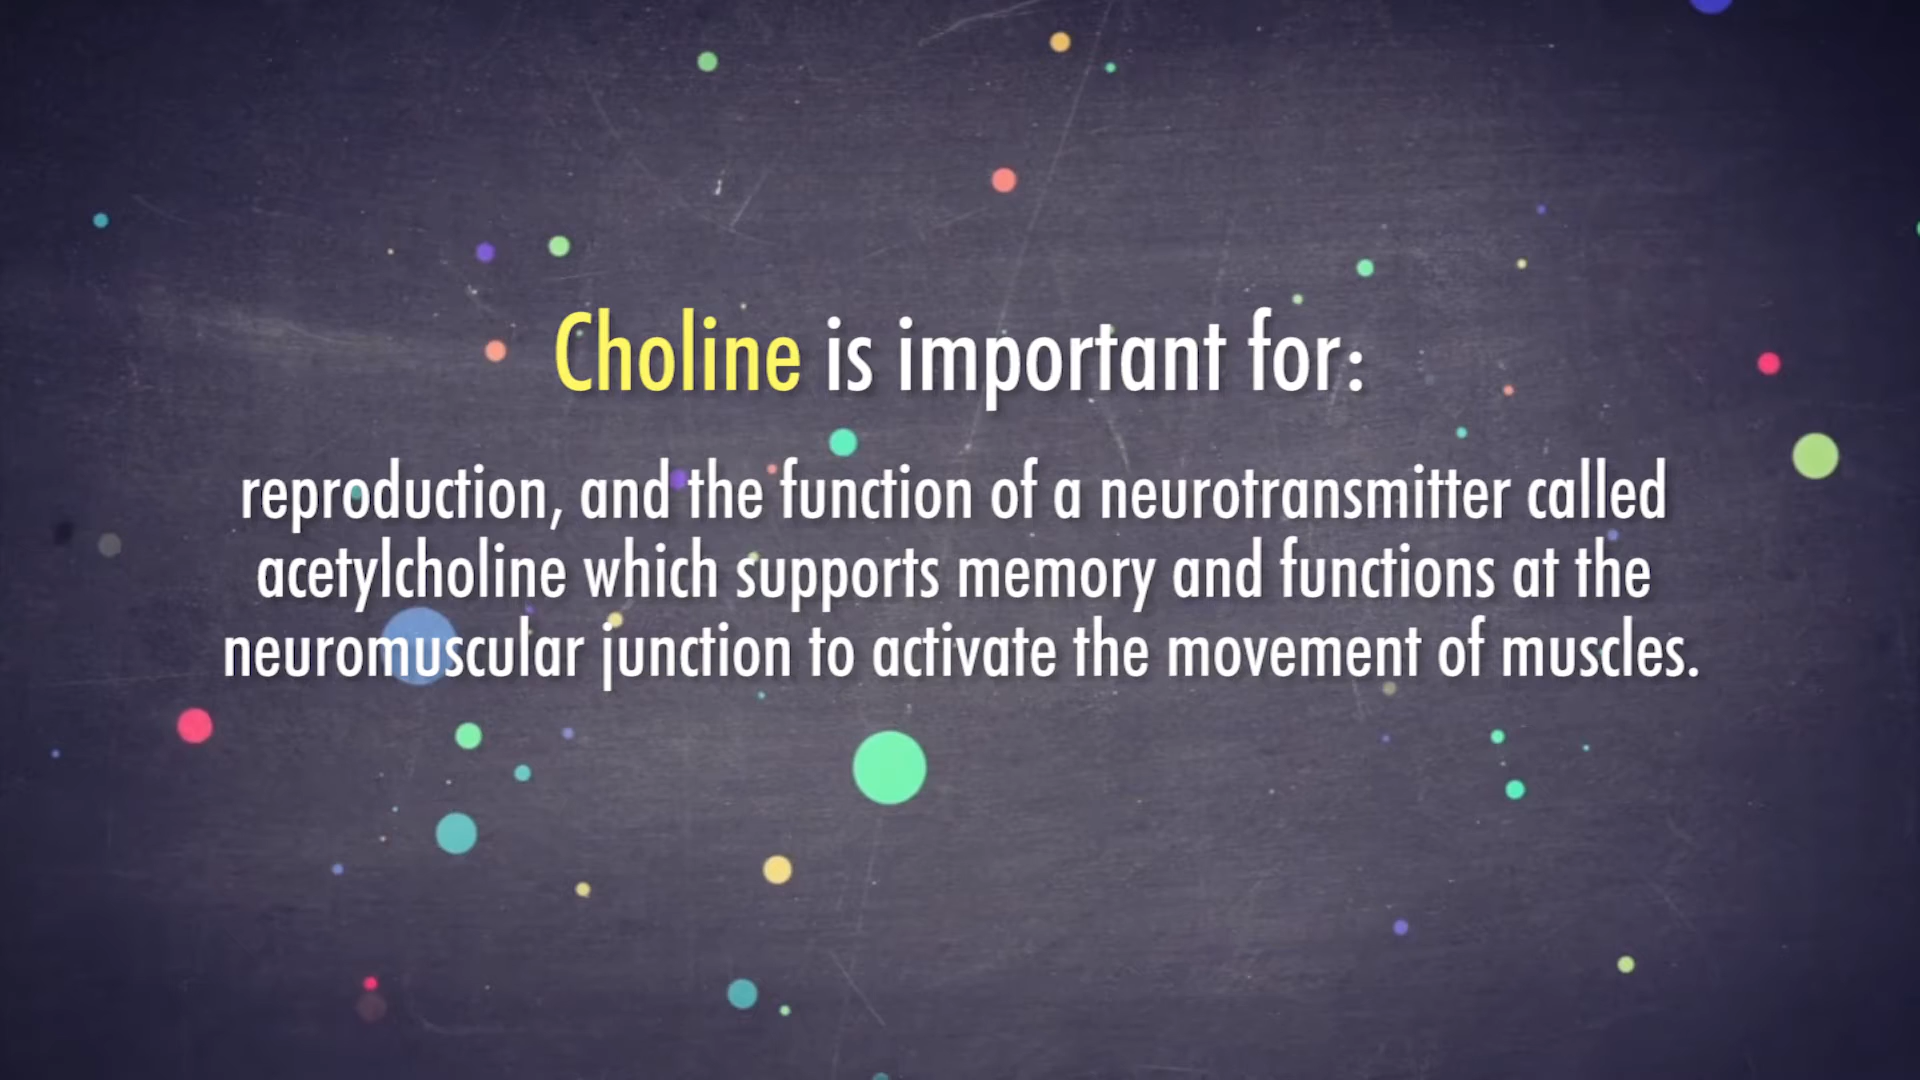 Choline is important for:
reproduction, and the function of a neurotransmitter called
acetylcholine which supports memory and functions at the
neuromuscular junction to activate the movement of muscles.